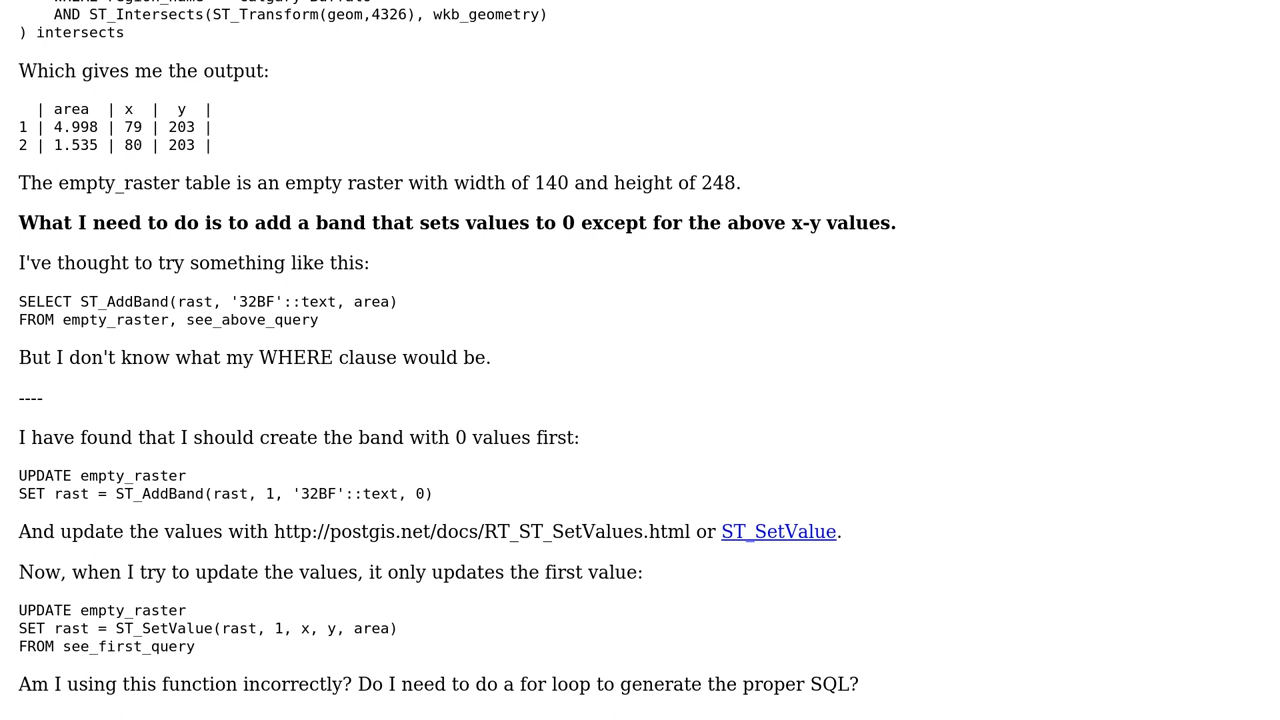 AND ST_Intersects(ST_Transform(geom,4326), wkb_geometry)
) intersects
Which gives me the output:
| area | x | y |
1 | 4.998 | 79 | 203 |
2 | 1.535 | 80 | 203 |
The empty_raster table is an empty raster with width of 140 and height of 248.
What I need to do is to add a band that sets values to 0 except for the above x-y values.
I've thought to try something like this:
SELECT ST_AddBand(rast, '32BF'::text, area)
FROM empty_raster, see_above_query
But I don't know what my WHERE clause would be.
----
I have found that I should create the band with 0 values first:
UPDATE empty_raster
SET rast = ST_AddBand(rast, 1, '32BF'::text, 0)
And update the values with http://postgis.net/docs/RT_ST_SetValues.html or ST_SetValue.
Now, when I try to update the values, it only updates the first value:
UPDATE empty_raster
SET rast = ST_SetValue(rast, 1, x, y, area)
FROM see_first_query
Am I using this function incorrectly? Do I need to do a for loop to generate the proper SQL?